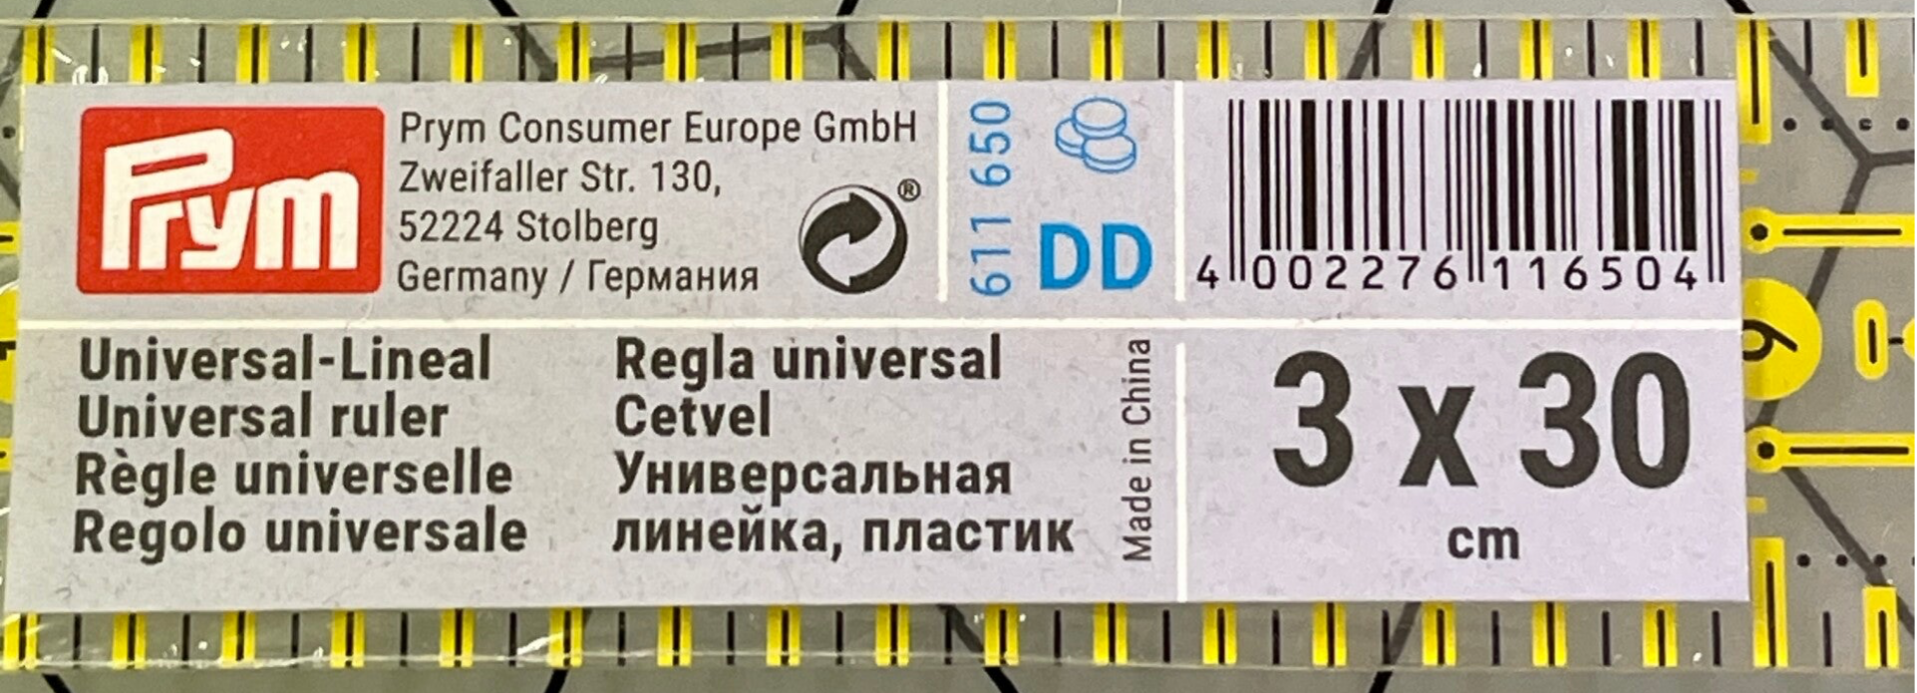 Prym
Prym Consumer Europe GmbH
Zweifaller Str. 130,
52224 Stolberg
Germany / Германия
®
611 650
DD
4 002276 116504
Universal-Lineal
Universal ruler
Règle universelle
Regolo universale
Regla universal
Cetvel
Универсальная
линейка, пластик
Made in China
3 x 30
cm